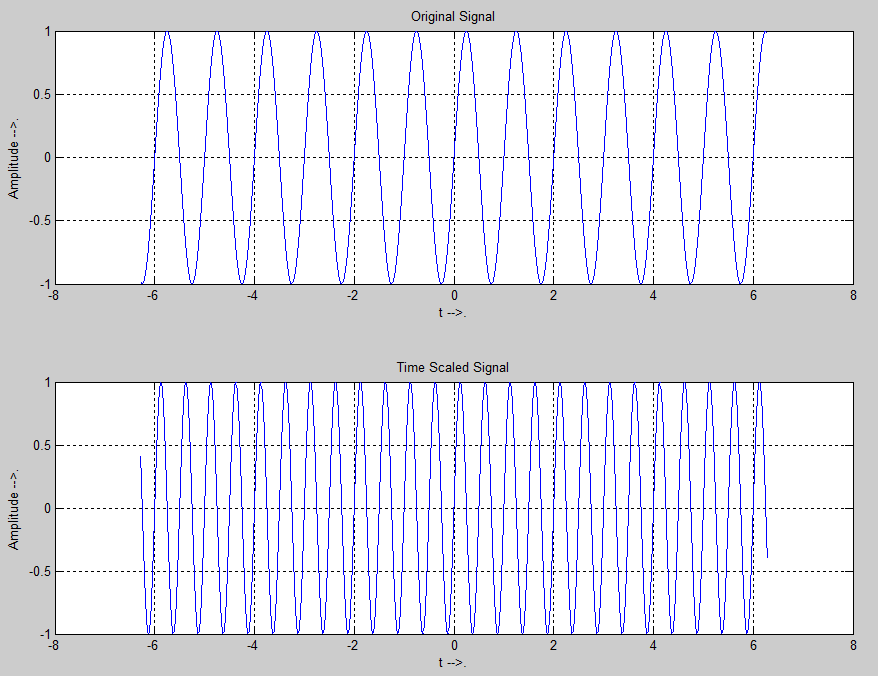 Original Signal
1
0.5
0
-0.5
-1
Amplitude -->.
-8 -6 -4 -2 0 2 4 6 8
t -->.
Time Scaled Signal
1
0.5
0
-0.5
-1
Amplitude -->.
-8 -6 -4 -2 0 2 4 6 8
t -->.